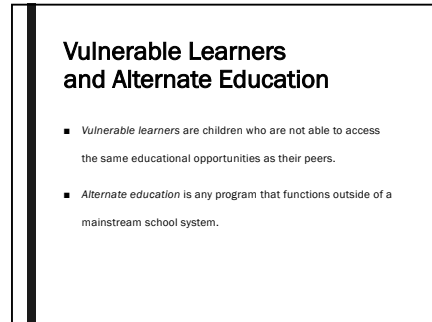 Vulnerable Learners
and Alternate Education
▪ Vulnerable learners are children who are not able to access
the same educational opportunities as their peers.
▪ Alternate education is any program that functions outside of a
mainstream school system.